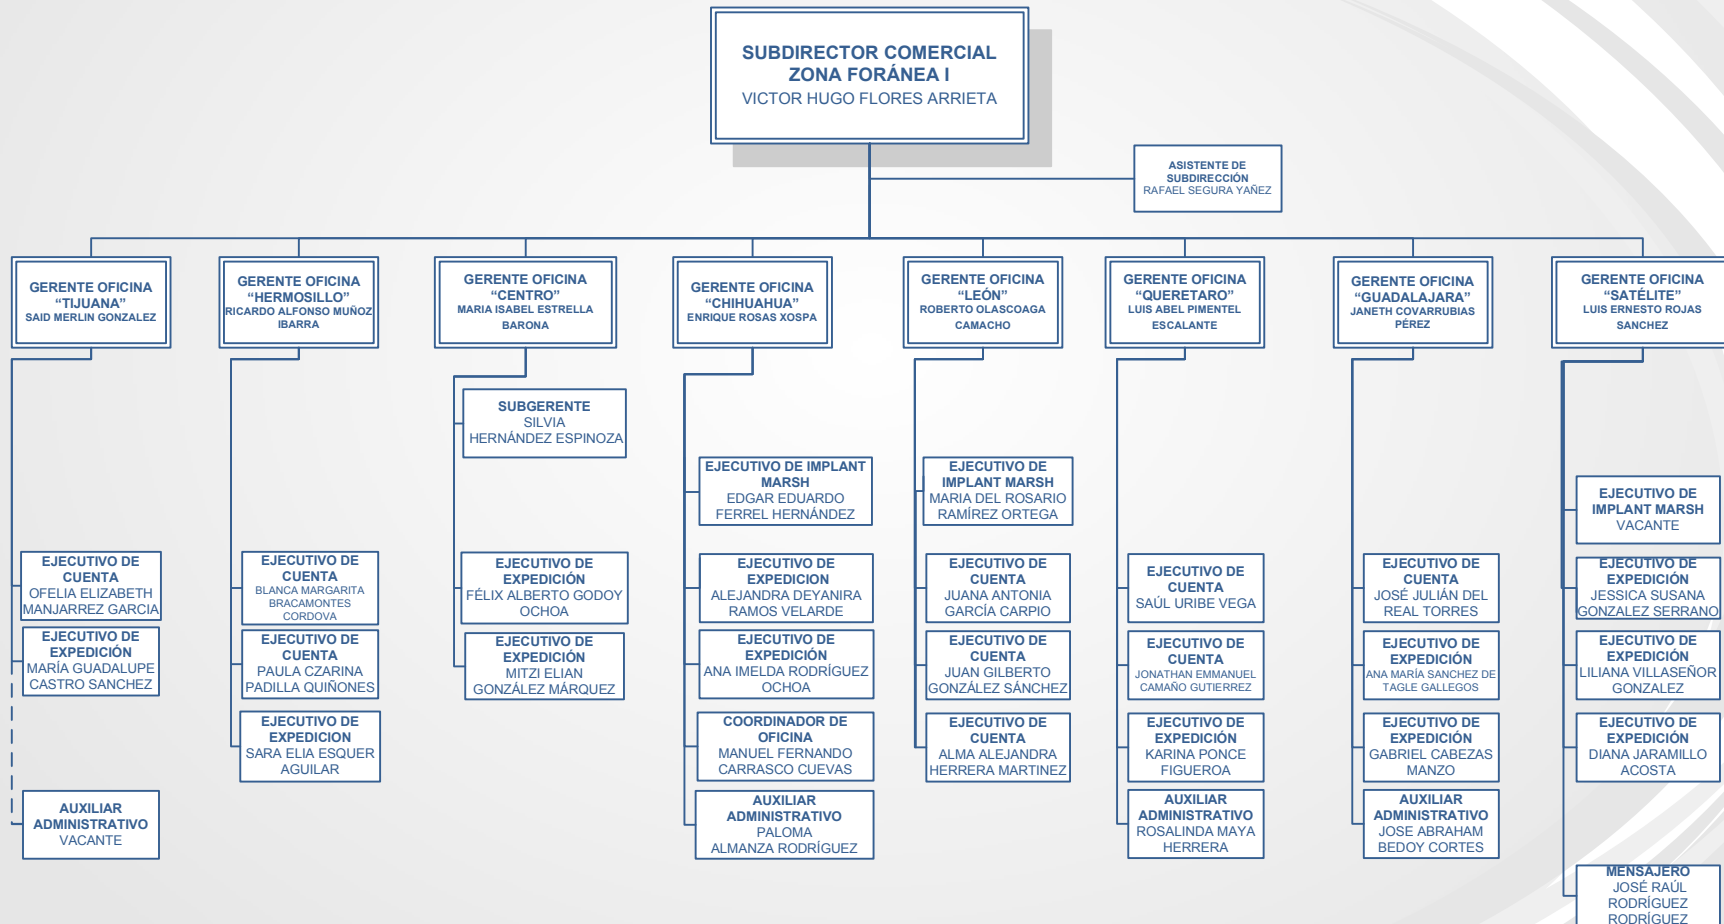 SUBDIRECTOR COMERCIAL
ZONA FORÁNEA I
VICTOR HUGO FLORES ARRIETA
ASISTENTE DE
SUBDIRECCIÓN
RAFAEL SEGURA YAÑEZ
GERENTE OFICINA
“TIJUANA”
SAID MERLIN GONZALEZ
GERENTE OFICINA
“HERMOSILLO”
RICARDO ALFONSO MUÑOZ
IBARRA
GERENTE OFICINA
“CENTRO”
MARIA ISABEL ESTRELLA
BARONA
GERENTE OFICINA
“CHIHUAHUA”
ENRIQUE ROSAS XOSPA
GERENTE OFICINA
“LEÓN”
ROBERTO OLASCOAGA
CAMACHO
GERENTE OFICINA
“QUERETARO”
LUIS ABEL PIMENTEL
ESCALANTE
GERENTE OFICINA
“GUADALAJARA”
JANETH COVARRUBIAS
PÉREZ
GERENTE OFICINA
“SATÉLITE”
LUIS ERNESTO ROJAS
SANCHEZ
EJECUTIVO DE
CUENTA
OFELIA ELIZABETH
MANJARREZ GARCIA
EJECUTIVO DE
EXPEDICIÓN
MARÍA GUADALUPE
CASTRO SANCHEZ
AUXILIAR
ADMINISTRATIVO
VACANTE
EJECUTIVO DE
CUENTA
BLANCA MARGARITA
BRACAMONTES
CORDOVA
EJECUTIVO DE
CUENTA
PAULA CZARINA
PADILLA QUIÑONES
EJECUTIVO DE
EXPEDICION
SARA ELIA ESQUER
AGUILAR
SUBGERENTE
SILVIA
HERNÁNDEZ ESPINOZA
EJECUTIVO DE
EXPEDICIÓN
FÉLIX ALBERTO GODOY
OCHOA
EJECUTIVO DE
EXPEDICIÓN
MITZI ELIAN
GONZÁLEZ MÁRQUEZ
EJECUTIVO DE IMPLANT
MARSH
EDGAR EDUARDO
FERREL HERNÁNDEZ
EJECUTIVO DE
EXPEDICION
ALEJANDRA DEYANIRA
RAMOS VELARDE
EJECUTIVO DE
EXPEDICIÓN
ANA IMELDA RODRÍGUEZ
OCHOA
COORDINADOR DE
OFICINA
MANUEL FERNANDO
CARRASCO CUEVAS
AUXILIAR
ADMINISTRATIVO
PALOMA
ALMANZA RODRÍGUEZ
EJECUTIVO DE
IMPLANT MARSH
MARIA DEL ROSARIO
RAMÍREZ ORTEGA
EJECUTIVO DE
CUENTA
JUANA ANTONIA
GARCÍA CARPIO
EJECUTIVO DE
CUENTA
JUAN GILBERTO
GONZÁLEZ SÁNCHEZ
EJECUTIVO DE
CUENTA
ALMA ALEJANDRA
HERRERA MARTINEZ
EJECUTIVO DE
CUENTA
SAÚL URIBE VEGA
EJECUTIVO DE
CUENTA
JONATHAN EMMANUEL
CAMAÑO GUTIERREZ
EJECUTIVO DE
EXPEDICIÓN
KARINA PONCE
FIGUEROA
AUXILIAR
ADMINISTRATIVO
ROSALINDA MAYA
HERRERA
EJECUTIVO DE
CUENTA
JOSÉ JULIÁN DEL
REAL TORRES
EJECUTIVO DE
EXPEDICIÓN
ANA MARÍA SANCHEZ DE
TAGLE GALLEGOS
EJECUTIVO DE
EXPEDICIÓN
GABRIEL CABEZAS
MANZO
AUXILIAR
ADMINISTRATIVO
JOSE ABRAHAM
BEDOY CORTES
EJECUTIVO DE
IMPLANT MARSH
VACANTE
EJECUTIVO DE
EXPEDICIÓN
JESSICA SUSANA
GONZALEZ SERRANO
EJECUTIVO DE
EXPEDICIÓN
LILIANA VILLASEÑOR
GONZALEZ
EJECUTIVO DE
EXPEDICIÓN
DIANA JARAMILLO
ACOSTA
MENSAJERO
JOSÉ RAÚL
RODRÍGUEZ
RODRÍGUEZ